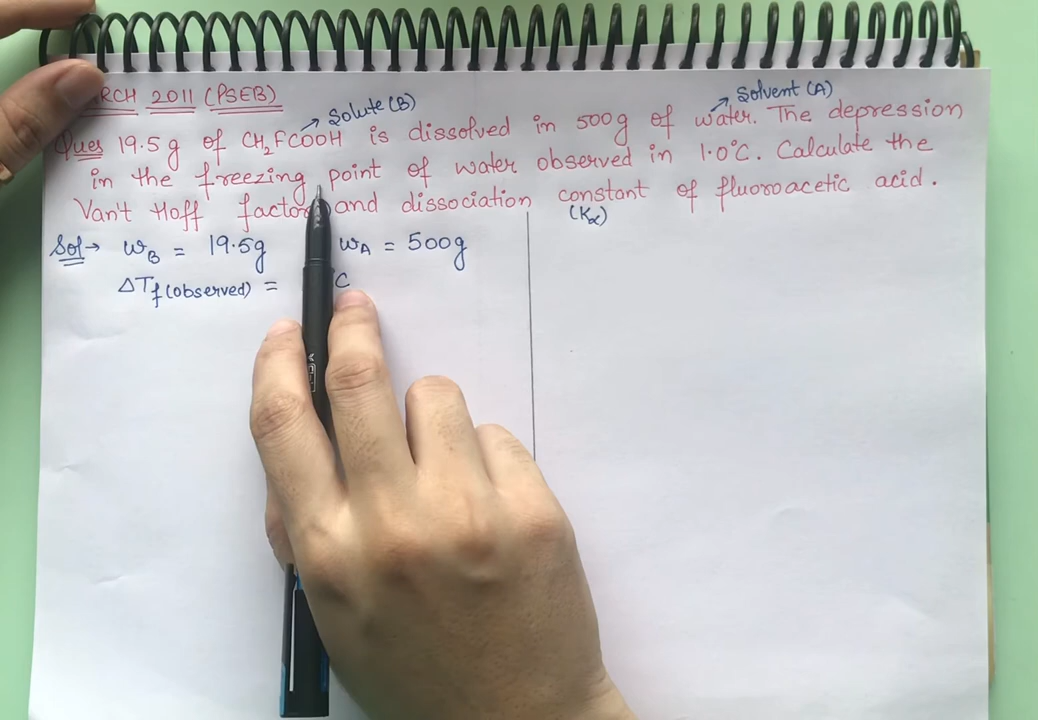 RCH 2011 (PSEB)
→ Solute (B)
→ Solvent (A)
Ques 19.5 g of CH₂FCOOH is dissolved in 500g of water. The depression
in the freezing point of water observed in 1.0°C. Calculate the
Van't Hoff factor and dissociation constant of fluoroacetic acid.
(Kα)
Sol→ wB = 19.5g wA = 500g
ΔTf(observed) = °C